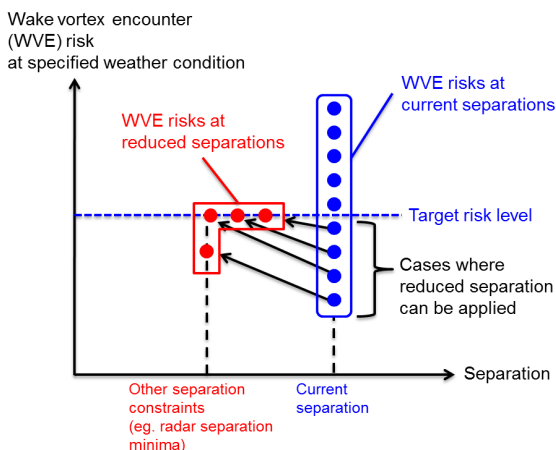 Wake vortex encounter
(WVE) risk
at specified weather condition
WVE risks at
current separations
WVE risks at
reduced separations
Target risk level
Cases where
reduced separation
can be applied
Separation
Other separation
constraints
(eg. radar separation
minima)
Current
separation